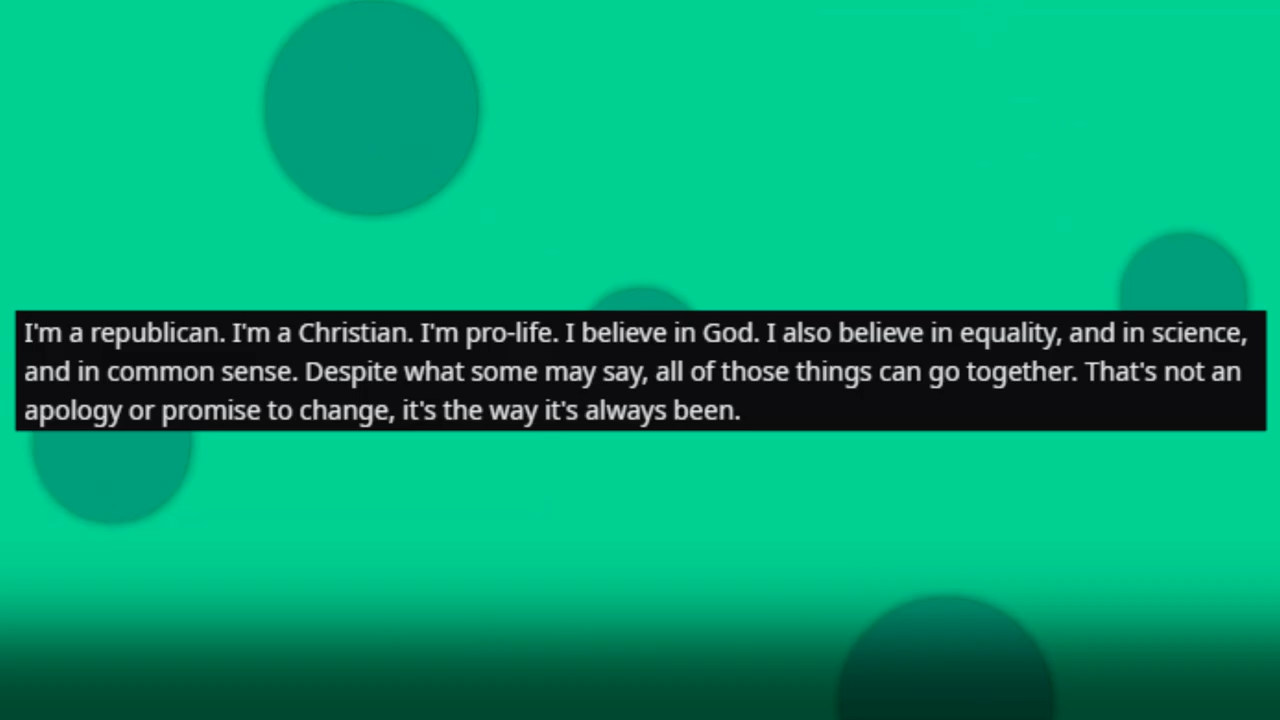 I'm a republican. I'm a Christian. I'm pro-life. I believe in God. I also believe in equality, and in science,
and in common sense. Despite what some may say, all of those things can go together. That's not an
apology or promise to change, it's the way it's always been.